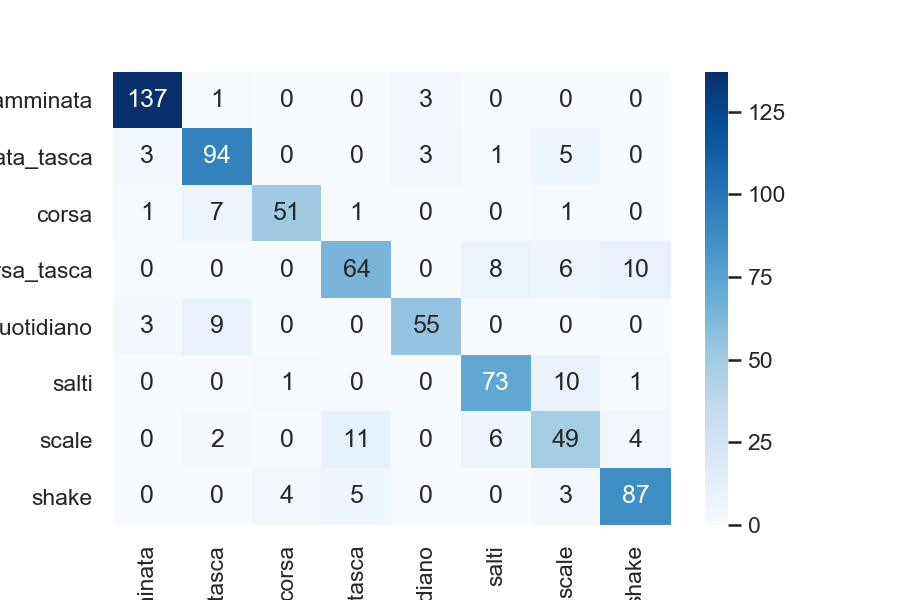 amminata 137 1 0 0 3 0 0 0
ata_tasca 3 94 0 0 3 1 5 0
corsa 1 7 51 1 0 0 1 0
rsa_tasca 0 0 0 64 0 8 6 10
uotidiano 3 9 0 0 55 0 0 0
salti 0 0 1 0 0 73 10 1
scale 0 2 0 11 0 6 49 4
shake 0 0 4 5 0 0 3 87
minata tasca corsa tasca diano salti scale shake
125
100
75
50
25
0